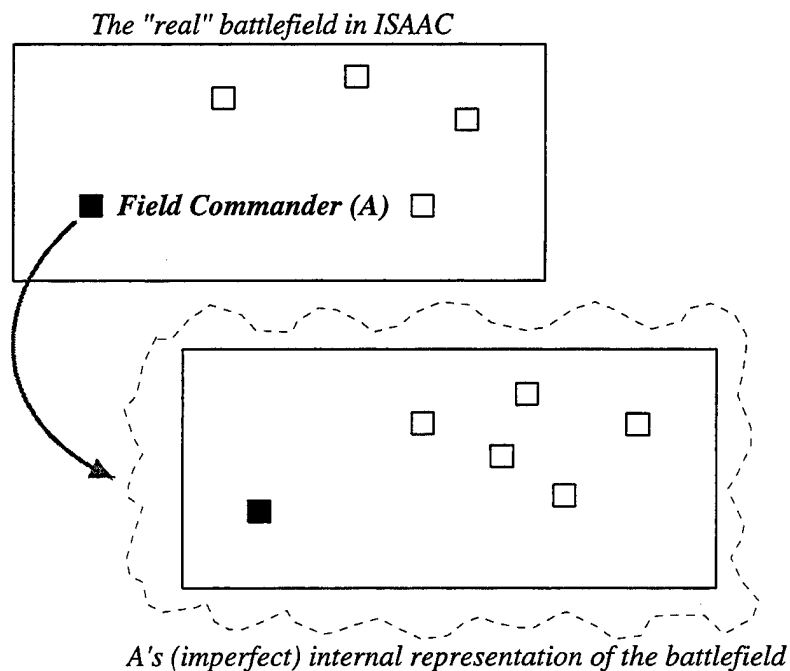 The "real" battlefield in ISAAC
Field Commander (A)
A's (imperfect) internal representation of the battlefield